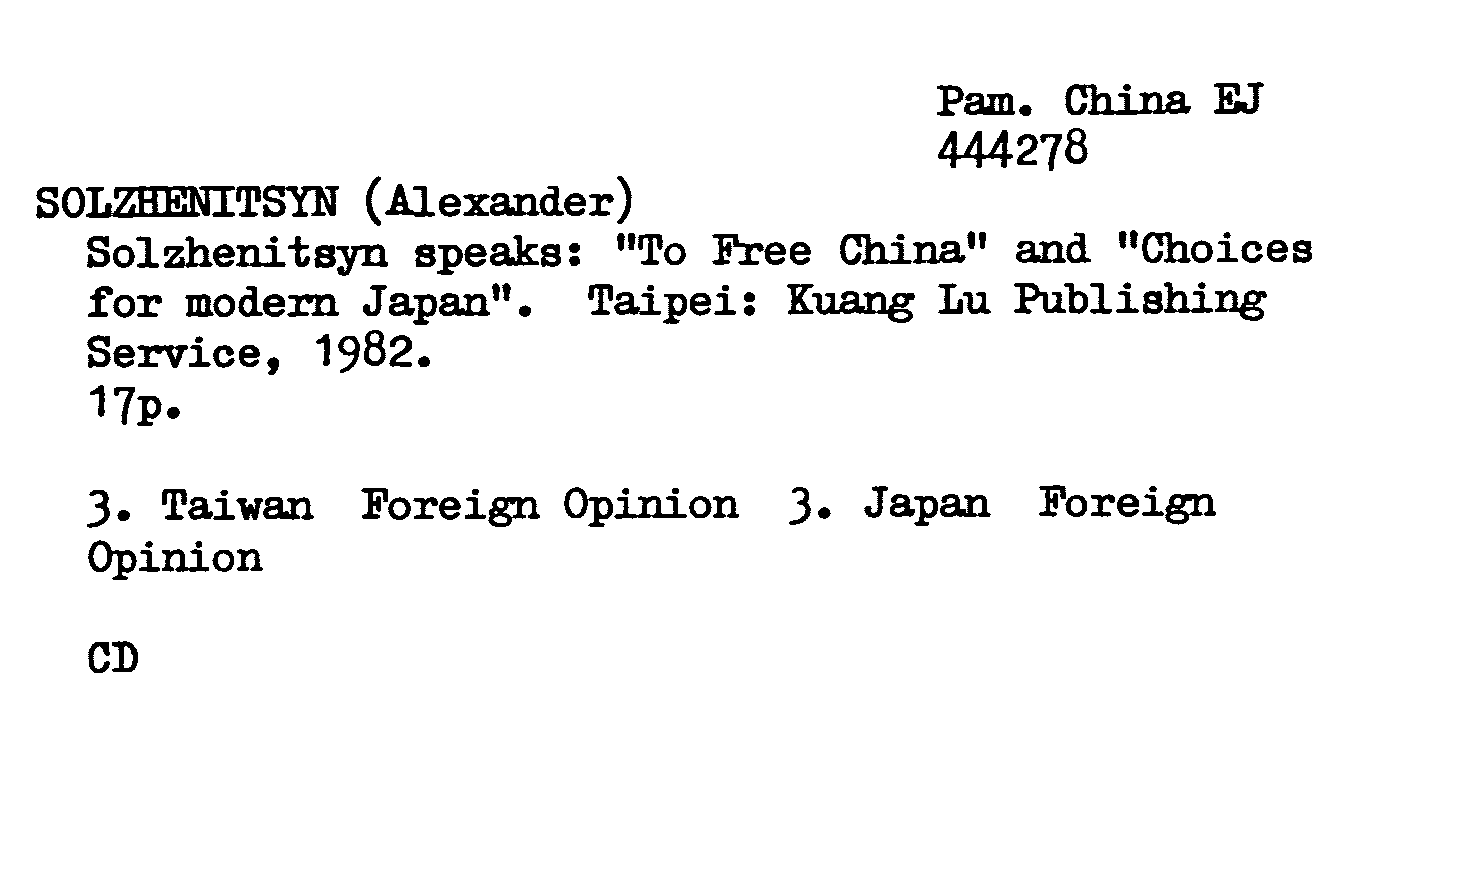 Pam. China EJ
444278
SOLZHENITSYN (Alexander)
Solzhenitsyn speaks: "To Free China" and "Choices
for modern Japan". Taipei: Kuang Lu Publishing
Service, 1982.
17p.
3. Taiwan Foreign Opinion 3. Japan Foreign
Opinion
CD